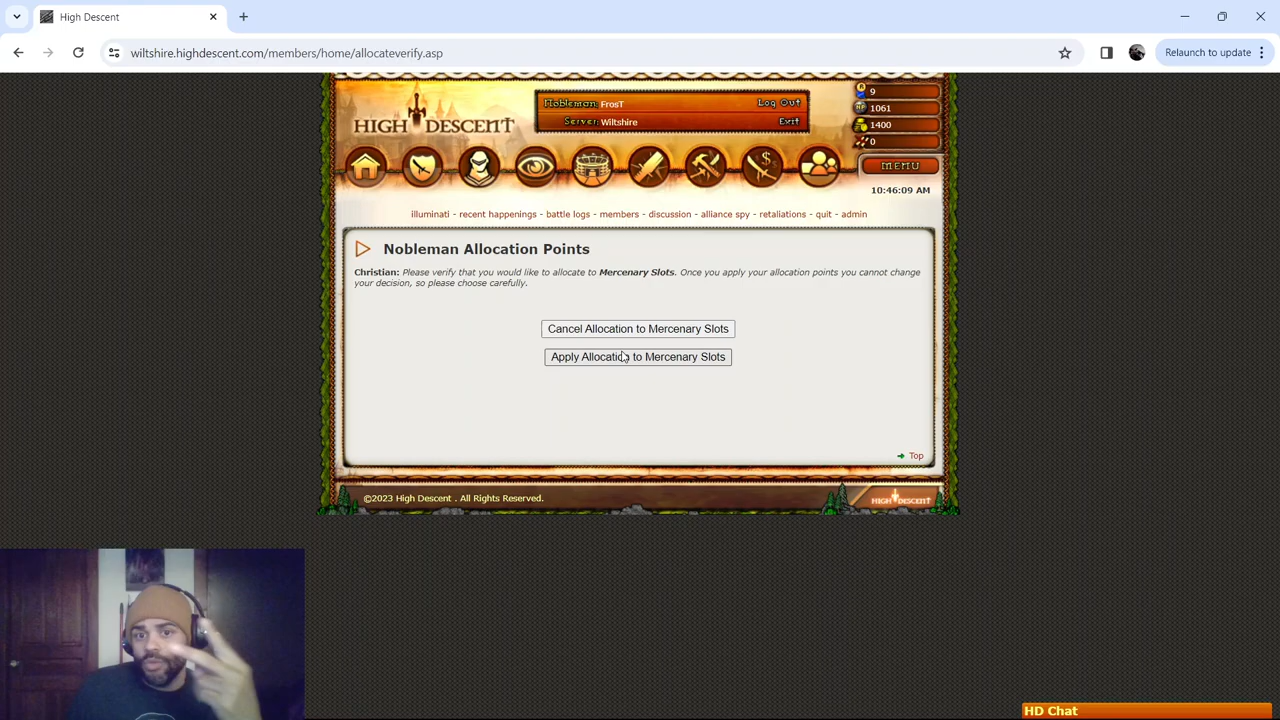 High Descent
wiltshire.highdescent.com/members/home/allocateverify.asp
Relaunch to update
HIGH DESCENT
Nobleman: FrosT
Log Out
Server: Wiltshire
Exit
9
1061
1400
0
MENU
10:46:09 AM
illuminati - recent happenings - battle logs - members - discussion - alliance spy - retaliations - quit - admin
Nobleman Allocation Points
Christian: Please verify that you would like to allocate to Mercenary Slots. Once you apply your allocation points you cannot change
your decision, so please choose carefully.
Cancel Allocation to Mercenary Slots
Apply Allocation to Mercenary Slots
Top
©2023 High Descent . All Rights Reserved.
HIGH DESCENT
HD Chat